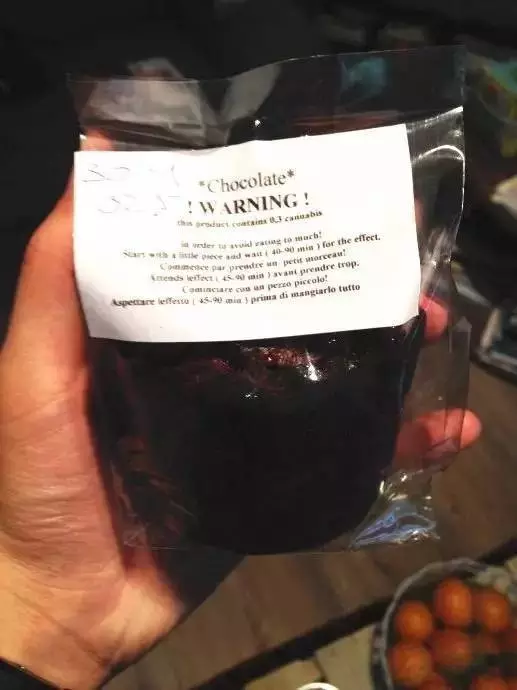 *Chocolate*
! WARNING !
this product contains 0,3 cannabis
in order to avoid eating to much!
Start with a little piece and wait ( 40-90 min ) for the effect.
Commence par prendre un petit morceau!
Attends leffect ( 45-90 min ) avant prendre trop.
Cominciare con un pezzo piccolo!
Aspettare leffetto ( 45-90 min ) prima di mangiarlo tutto